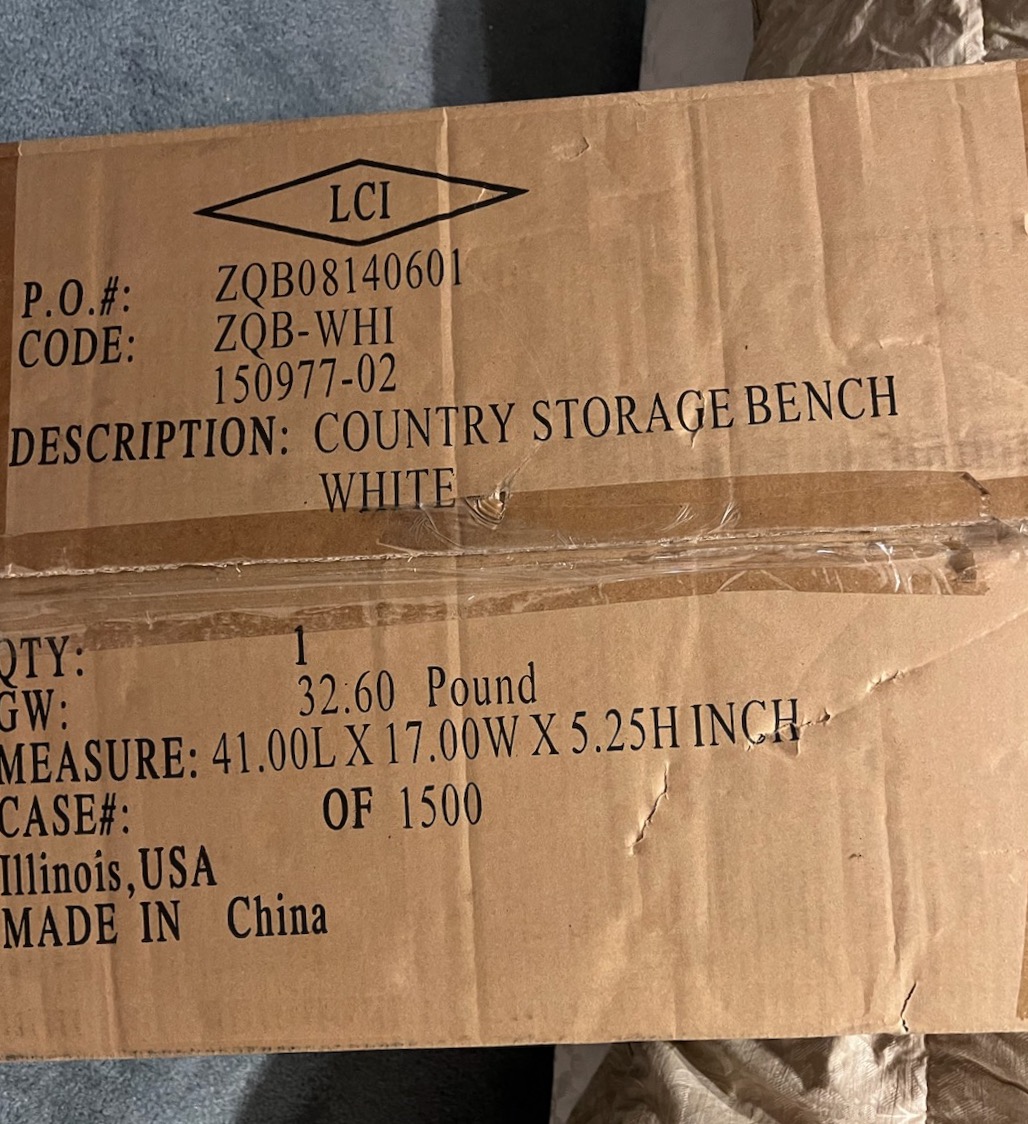 LCI
P.O.#: ZQB08140601
CODE: ZQB-WHI
150977-02
DESCRIPTION: COUNTRY STORAGE BENCH
WHITE
QTY: 1
GW: 32.60 Pound
MEASURE: 41.00L X 17.00W X 5.25H INCH
CASE#: OF 1500
Illinois,USA
MADE IN China